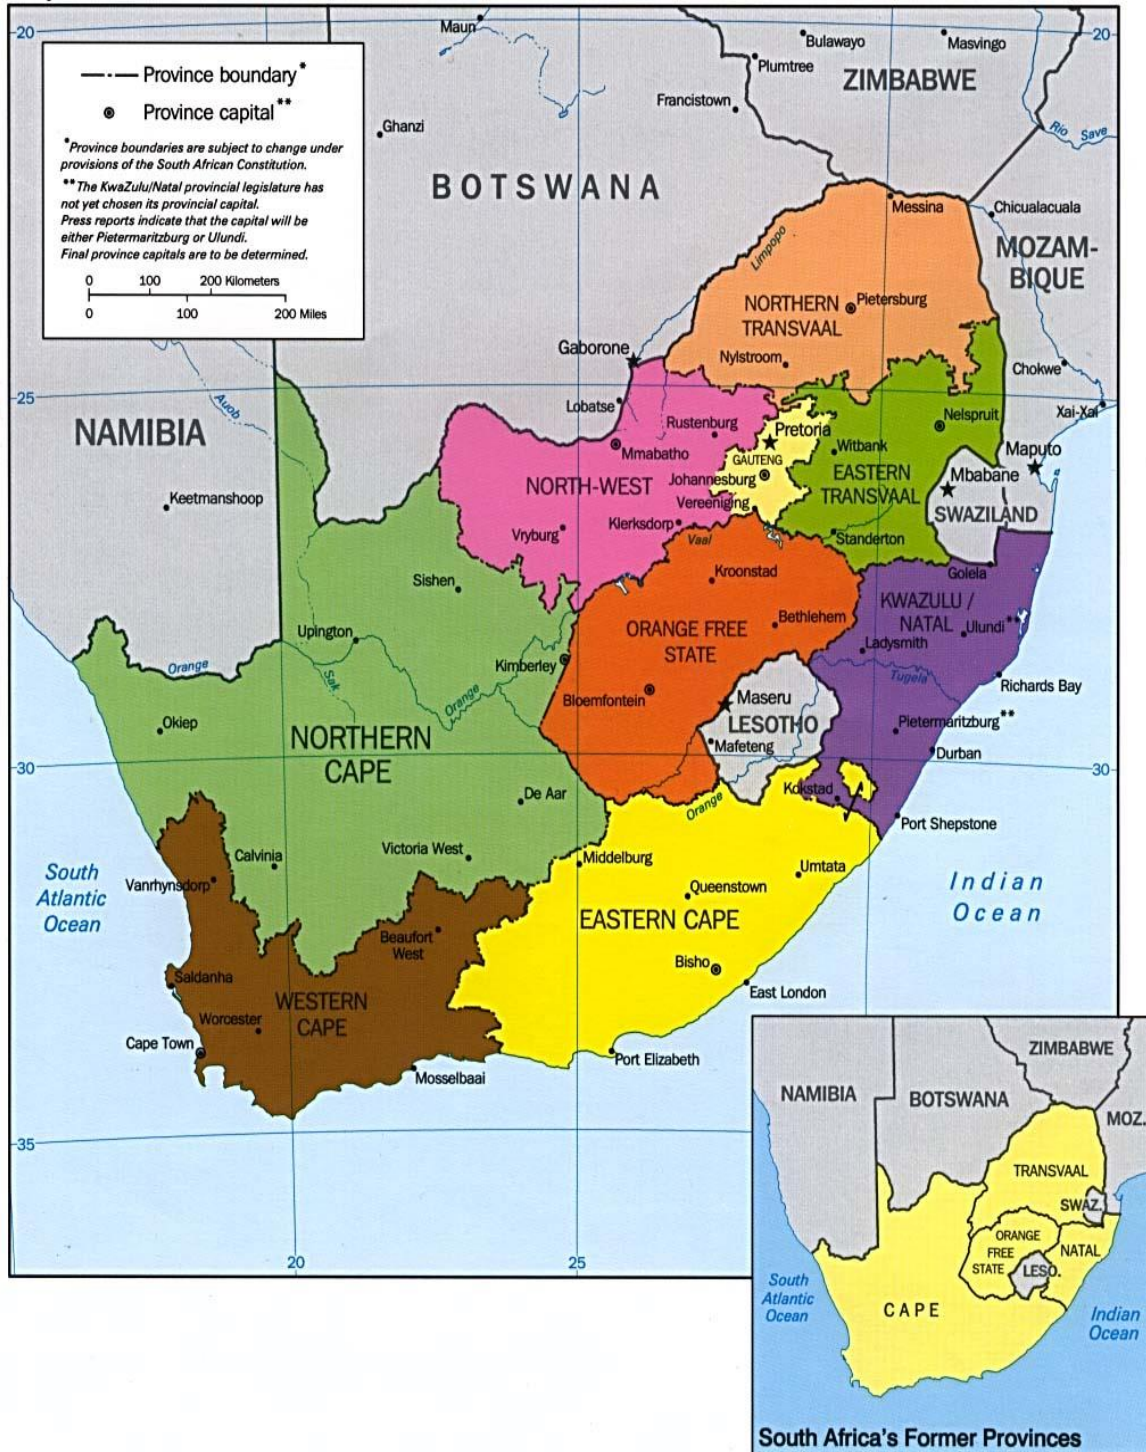 20
20
Maun
Bulawayo
Masvingo
Plumtree
ZIMBABWE
Francistown
Rio Save
Ghanzi
Province boundary*
Province capital**
*Province boundaries are subject to change under
provisions of the South African Constitution.
**The KwaZulu/Natal provincial legislature has
not yet chosen its provincial capital.
Press reports indicate that the capital will be
either Pietermaritzburg or Ulundi.
Final province capitals are to be determined.
0 100 200 Kilometers
0 100 200 Miles
BOTSWANA
Messina
Chicualacuala
MOZAM-
BIQUE
Limpopo
NORTHERN
TRANSVAAL
Pietersburg
Nylstroom
Gaborone
Chokwe
25
Auob
Lobatse
Nelspruit
Xai-Xai
NAMIBIA
Rustenburg
Pretoria
Mmabatho
Witbank
Maputo
GAUTENG
EASTERN
TRANSVAAL
Mbabane
NORTH-WEST
Johannesburg
Keetmanshoop
Vereeniging
SWAZILAND
Vryburg
Klerksdorp
Vaal
Standerton
Sishen
Kroonstad
Golela
KWAZULU /
NATAL
ORANGE FREE
STATE
Bethlehem
Ulundi
Upington
Ladysmith
Orange
Kimberley
Sak
Orange
Tugela
Richards Bay
Bloemfontein
Maseru
Okiep
LESOTHO
Pietermaritzburg**
NORTHERN
CAPE
Mafeteng
Durban
30
30
De Aar
Orange
Kokstad
Port Shepstone
Calvinia
Victoria West
Middelburg
Umtata
South
Atlantic
Ocean
Vanrhynsdorp
Queenstown
Indian
Ocean
EASTERN CAPE
Beaufort
West
Bisho
Saldanha
East London
WESTERN
CAPE
Worcester
Cape Town
Mosselbaai
Port Elizabeth
35
20
25
ZIMBABWE
NAMIBIA
BOTSWANA
MOZ.
TRANSVAAL
SWAZ.
ORANGE
FREE
STATE
NATAL
LESO.
South
Atlantic
Ocean
CAPE
Indian
Ocean
South Africa's Former Provinces